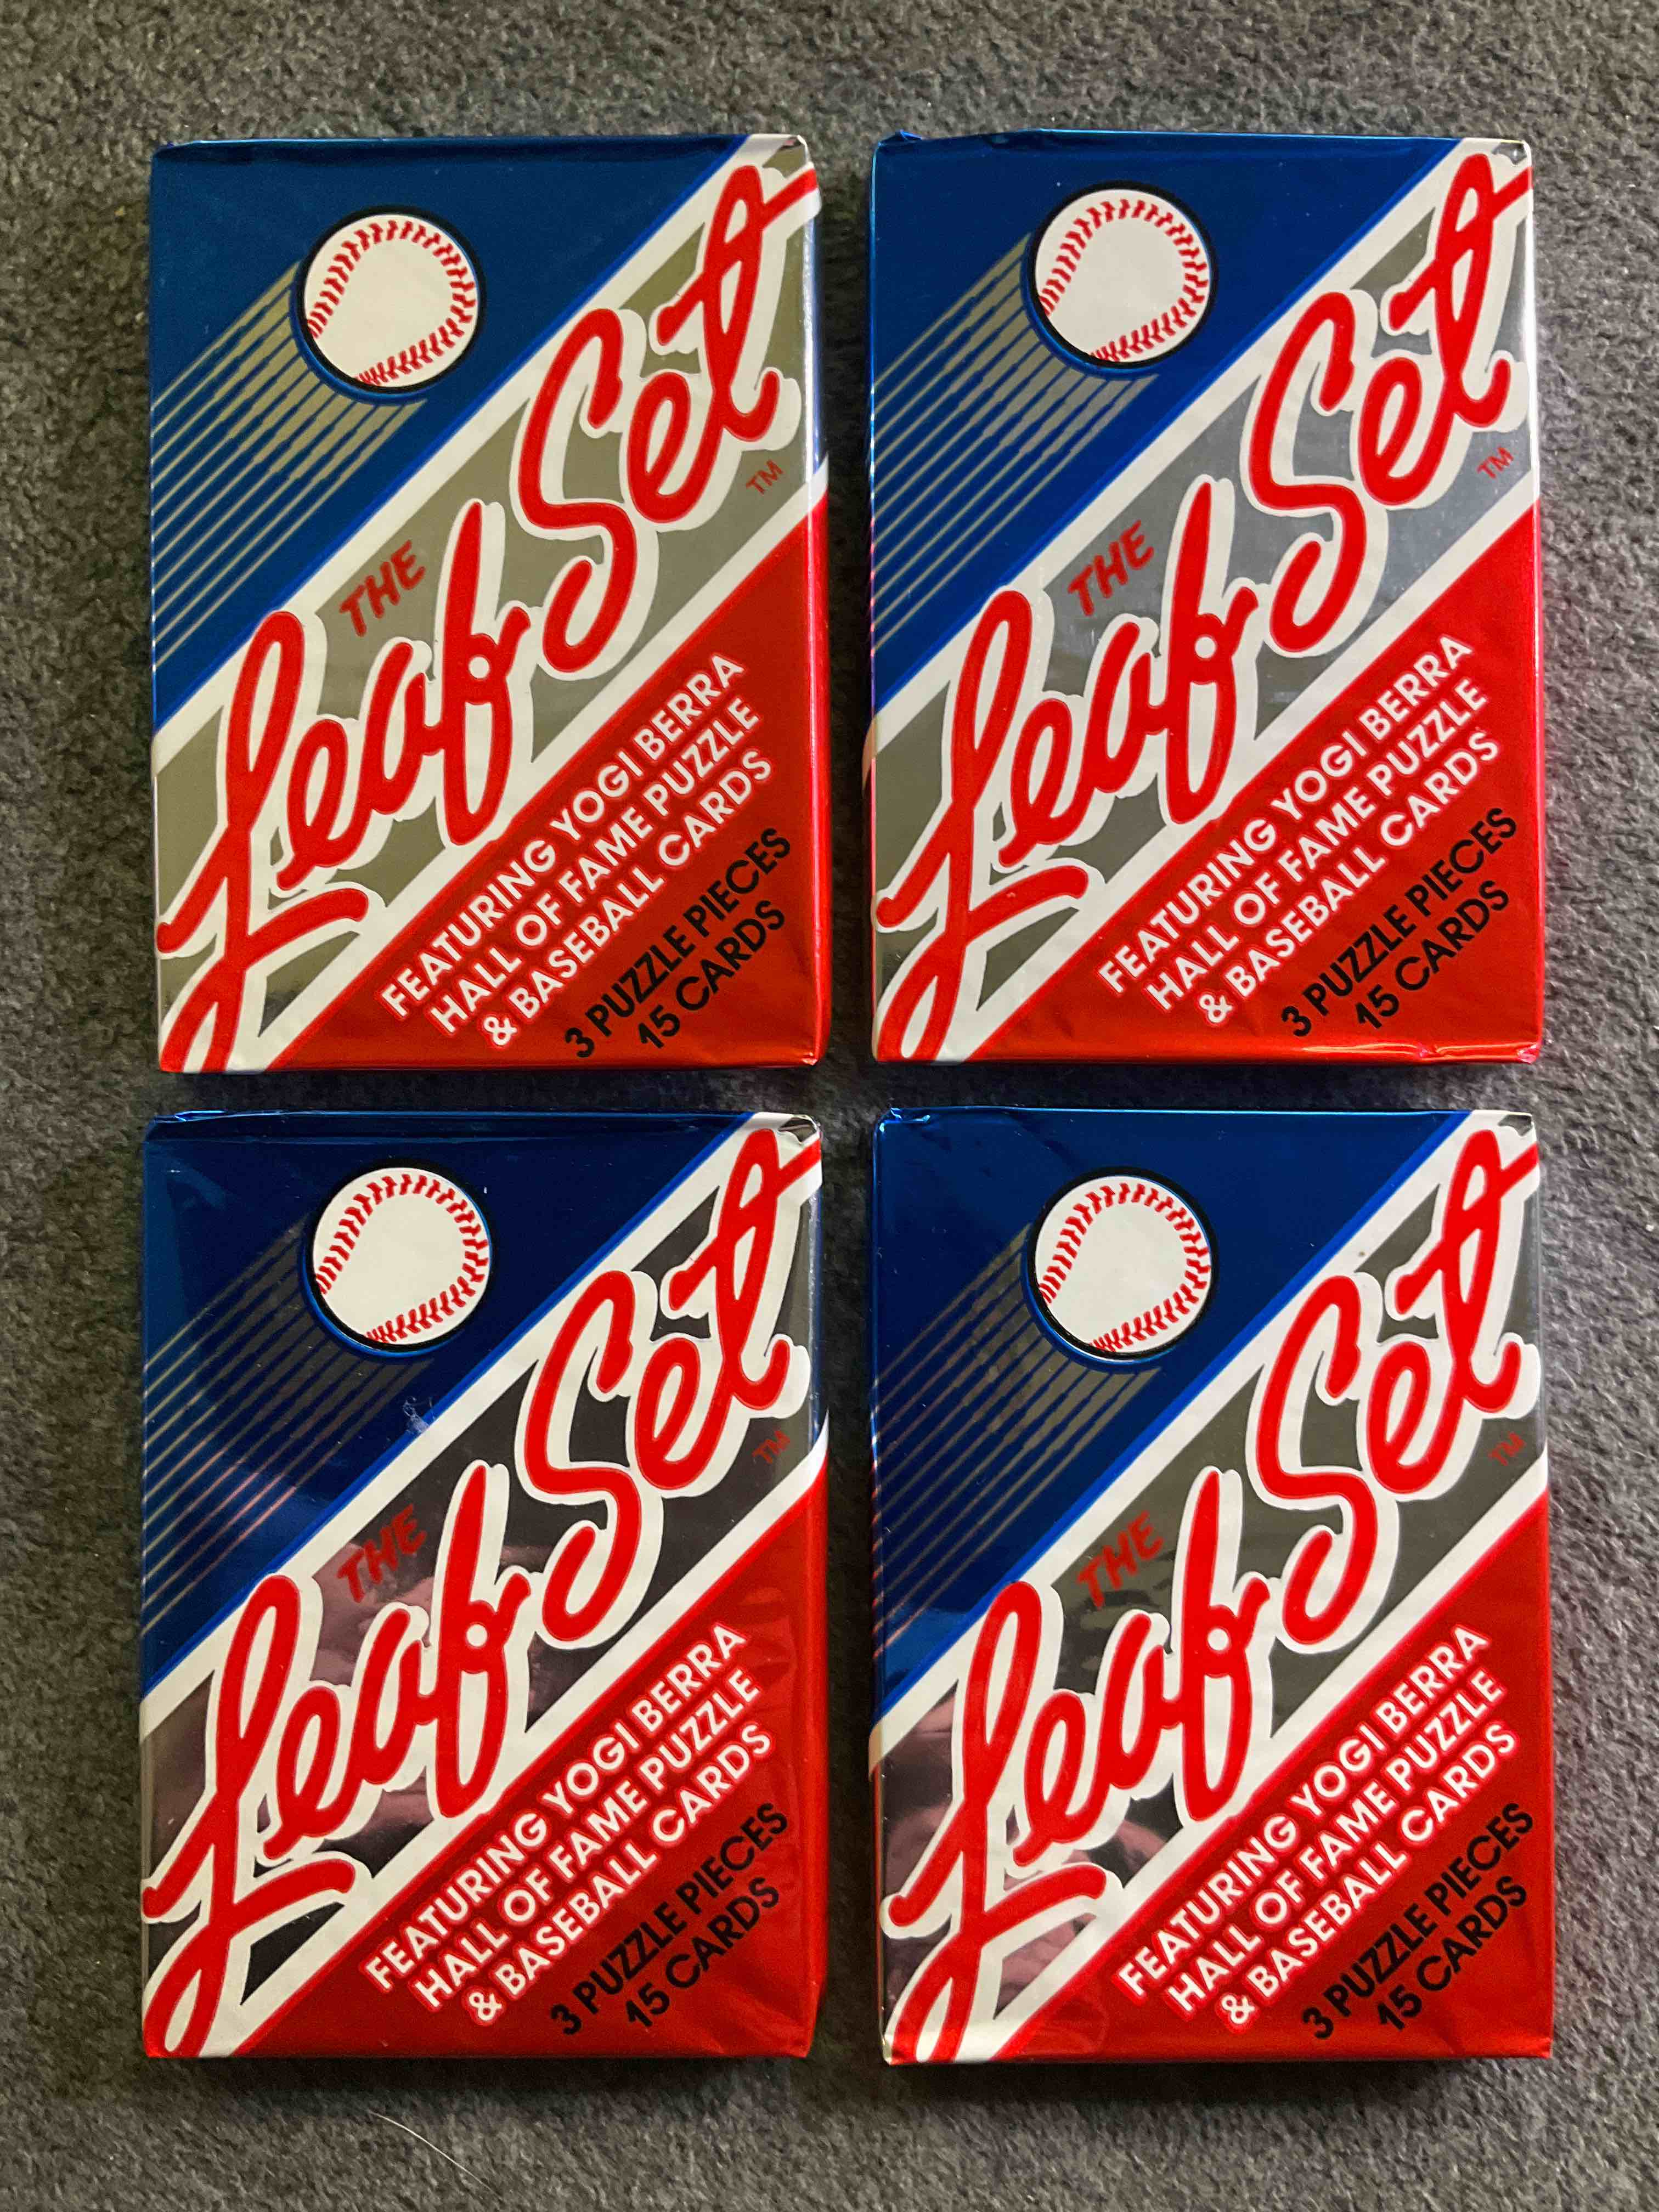 THE
Leaf Set
TM
FEATURING YOGI BERRA
HALL OF FAME PUZZLE
& BASEBALL CARDS
3 PUZZLE PIECES
15 CARDS
THE
Leaf Set
TM
FEATURING YOGI BERRA
HALL OF FAME PUZZLE
& BASEBALL CARDS
3 PUZZLE PIECES
15 CARDS
THE
Leaf Set
TM
FEATURING YOGI BERRA
HALL OF FAME PUZZLE
& BASEBALL CARDS
3 PUZZLE PIECES
15 CARDS
THE
Leaf Set
TM
FEATURING YOGI BERRA
HALL OF FAME PUZZLE
& BASEBALL CARDS
3 PUZZLE PIECES
15 CARDS